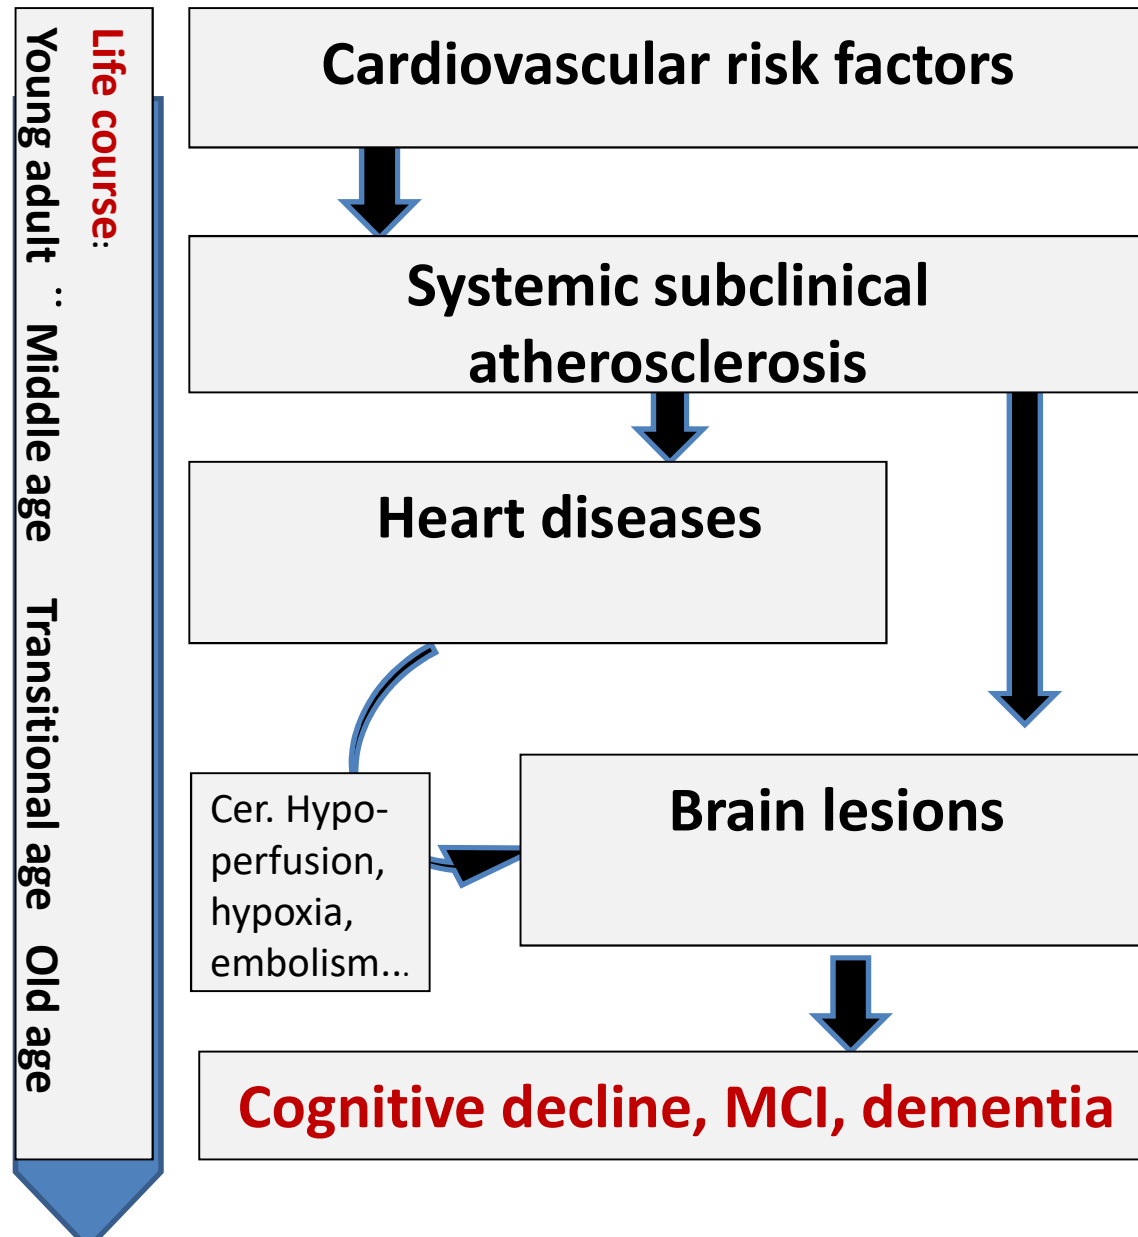 Life course:
Young adult .. Middle age Transitional age Old age
Cardiovascular risk factors
Systemic subclinical
atherosclerosis
Heart diseases
Cer. Hypo-
perfusion,
hypoxia,
embolism...
Brain lesions
Cognitive decline, MCI, dementia